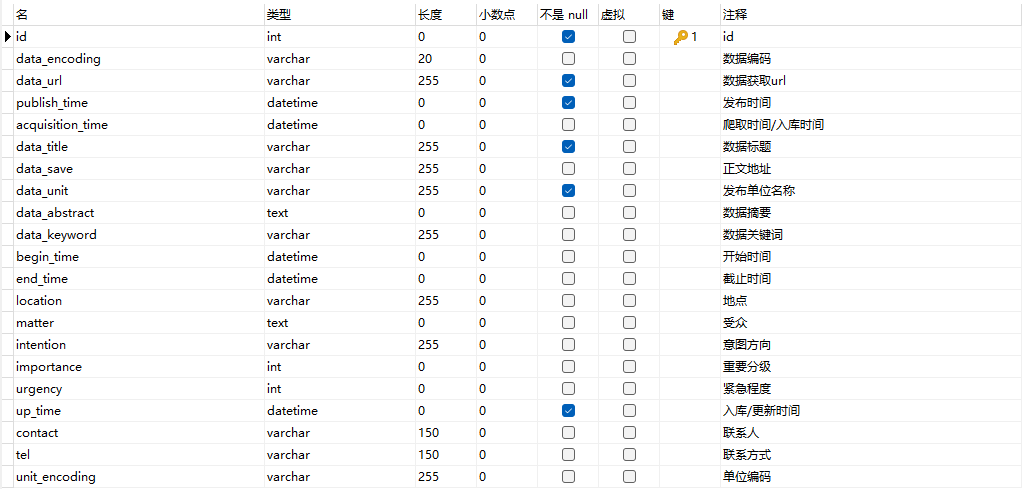 名 类型 长度 小数点 不是 null 虚拟 键 注释
id int 0 0 1 id
data_encoding varchar 20 0 数据编码
data_url varchar 255 0 数据获取url
publish_time datetime 0 0 发布时间
acquisition_time datetime 0 0 爬取时间/入库时间
data_title varchar 255 0 数据标题
data_save varchar 255 0 正文地址
data_unit varchar 255 0 发布单位名称
data_abstract text 0 0 数据摘要
data_keyword varchar 255 0 数据关键词
begin_time datetime 0 0 开始时间
end_time datetime 0 0 截止时间
location varchar 255 0 地点
matter text 0 0 受众
intention varchar 255 0 意图方向
importance int 0 0 重要分级
urgency int 0 0 紧急程度
up_time datetime 0 0 入库/更新时间
contact varchar 150 0 联系人
tel varchar 150 0 联系方式
unit_encoding varchar 255 0 单位编码